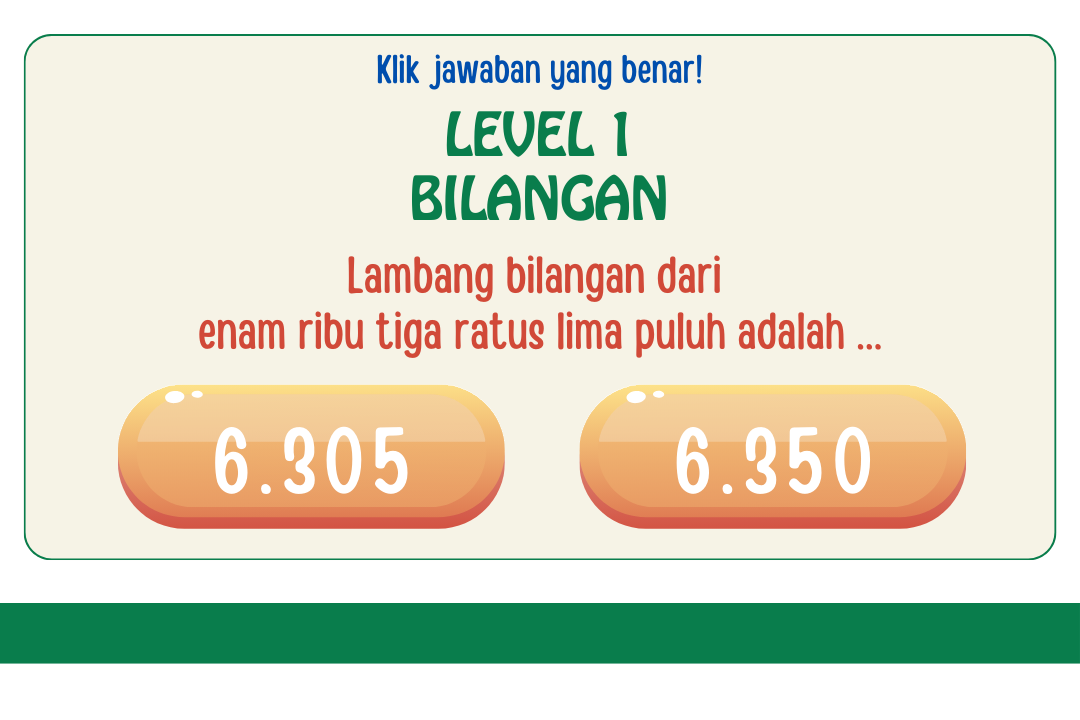 Klik jawaban yang benar!
LEVEL 1
BILANGAN
Lambang bilangan dari
enam ribu tiga ratus lima puluh adalah ...
6.305
6.350